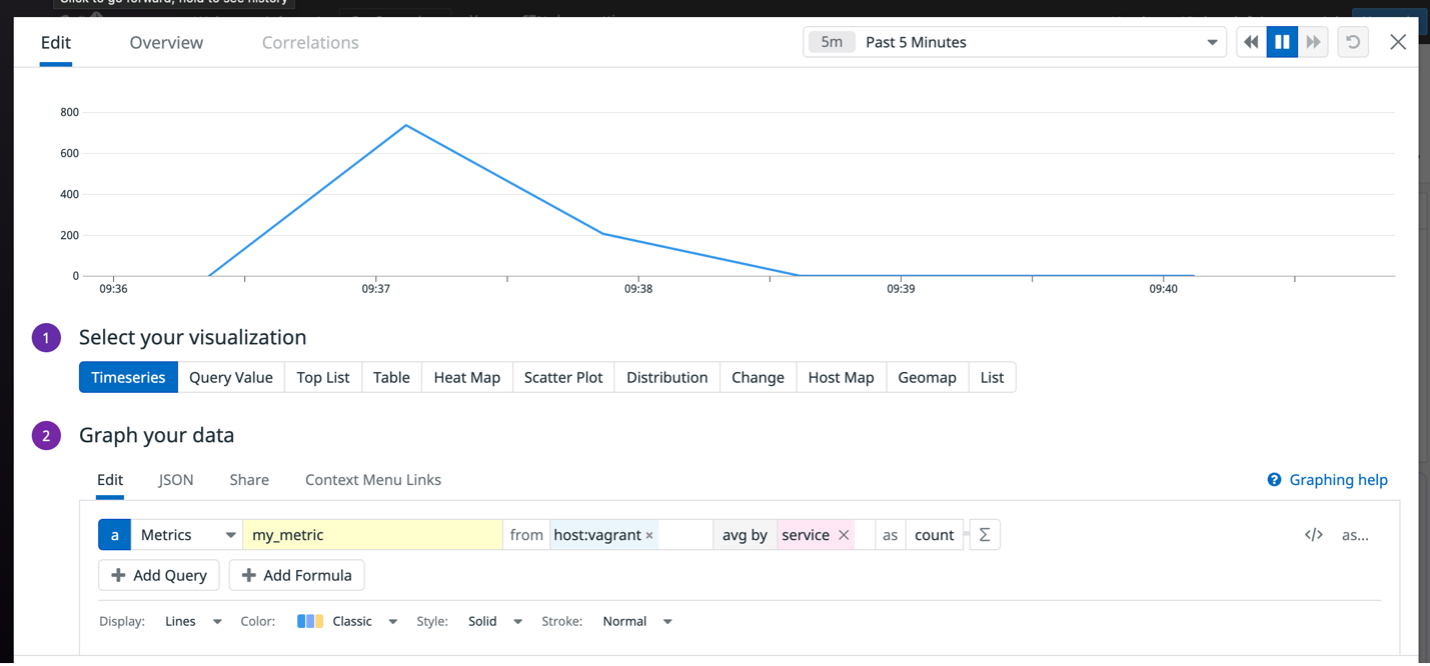 Click to go forward, hold to see history
Edit Overview Correlations 5m Past 5 Minutes
800
600
400
200
0
09:36 09:37 09:38 09:39 09:40
1 Select your visualization
Timeseries Query Value Top List Table Heat Map Scatter Plot Distribution Change Host Map Geomap List
2 Graph your data
Edit JSON Share Context Menu Links Graphing help
a Metrics my_metric from host:vagrant × avg by service as count Σ </> as...
Add Query Add Formula
Display: Lines Color: Classic Style: Solid Stroke: Normal